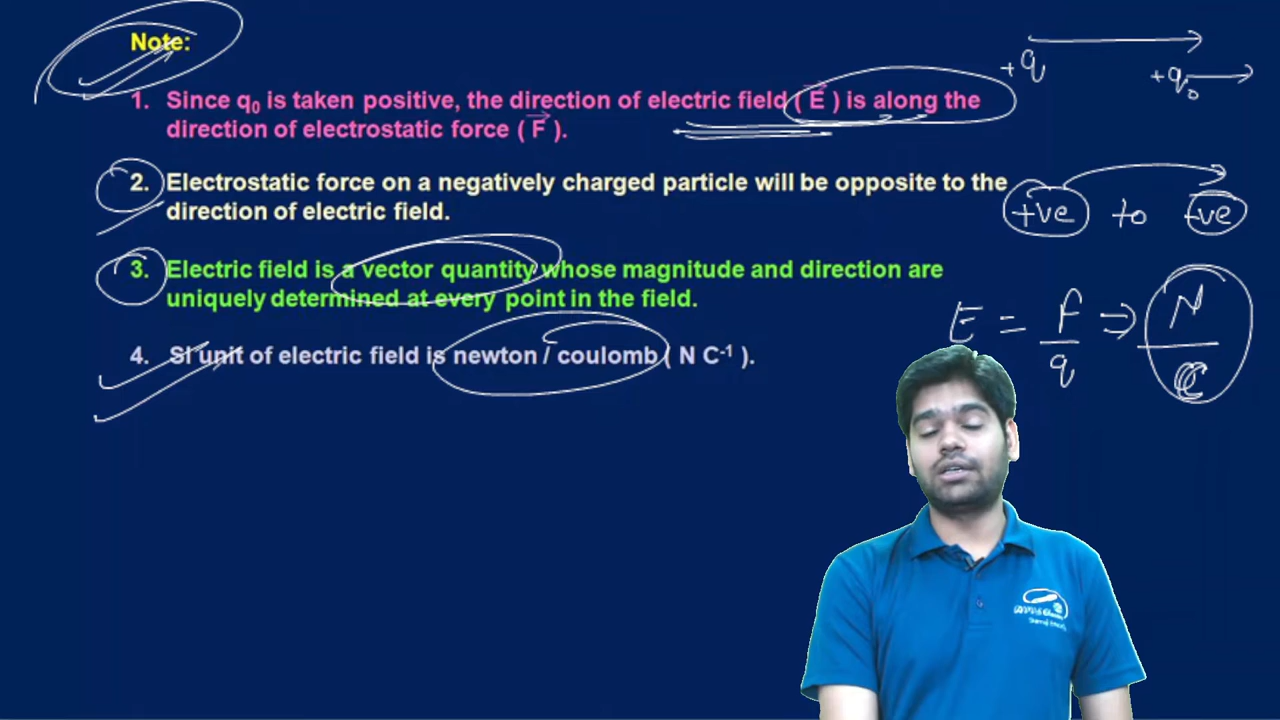 Note:
1. Since q₀ is taken positive, the direction of electric field ( E⃗ ) is along the
direction of electrostatic force ( F⃗ ).
2. Electrostatic force on a negatively charged particle will be opposite to the
direction of electric field.
3. Electric field is a vector quantity whose magnitude and direction are
uniquely determined at every point in the field.
4. SI unit of electric field is newton / coulomb ( N C⁻¹ ).
+q
+q₀
+ve to +ve
E = F/q ⇒ N/C